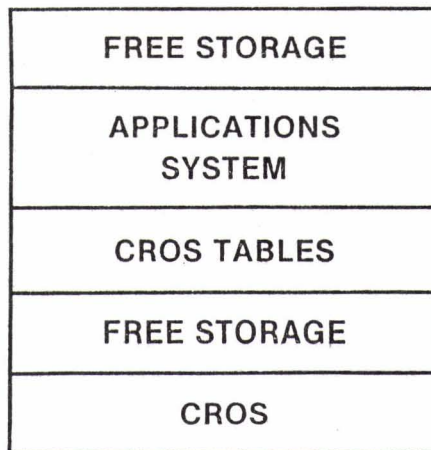 FREE STORAGE
APPLICATIONS
SYSTEM
CROS TABLES
FREE STORAGE
CROS